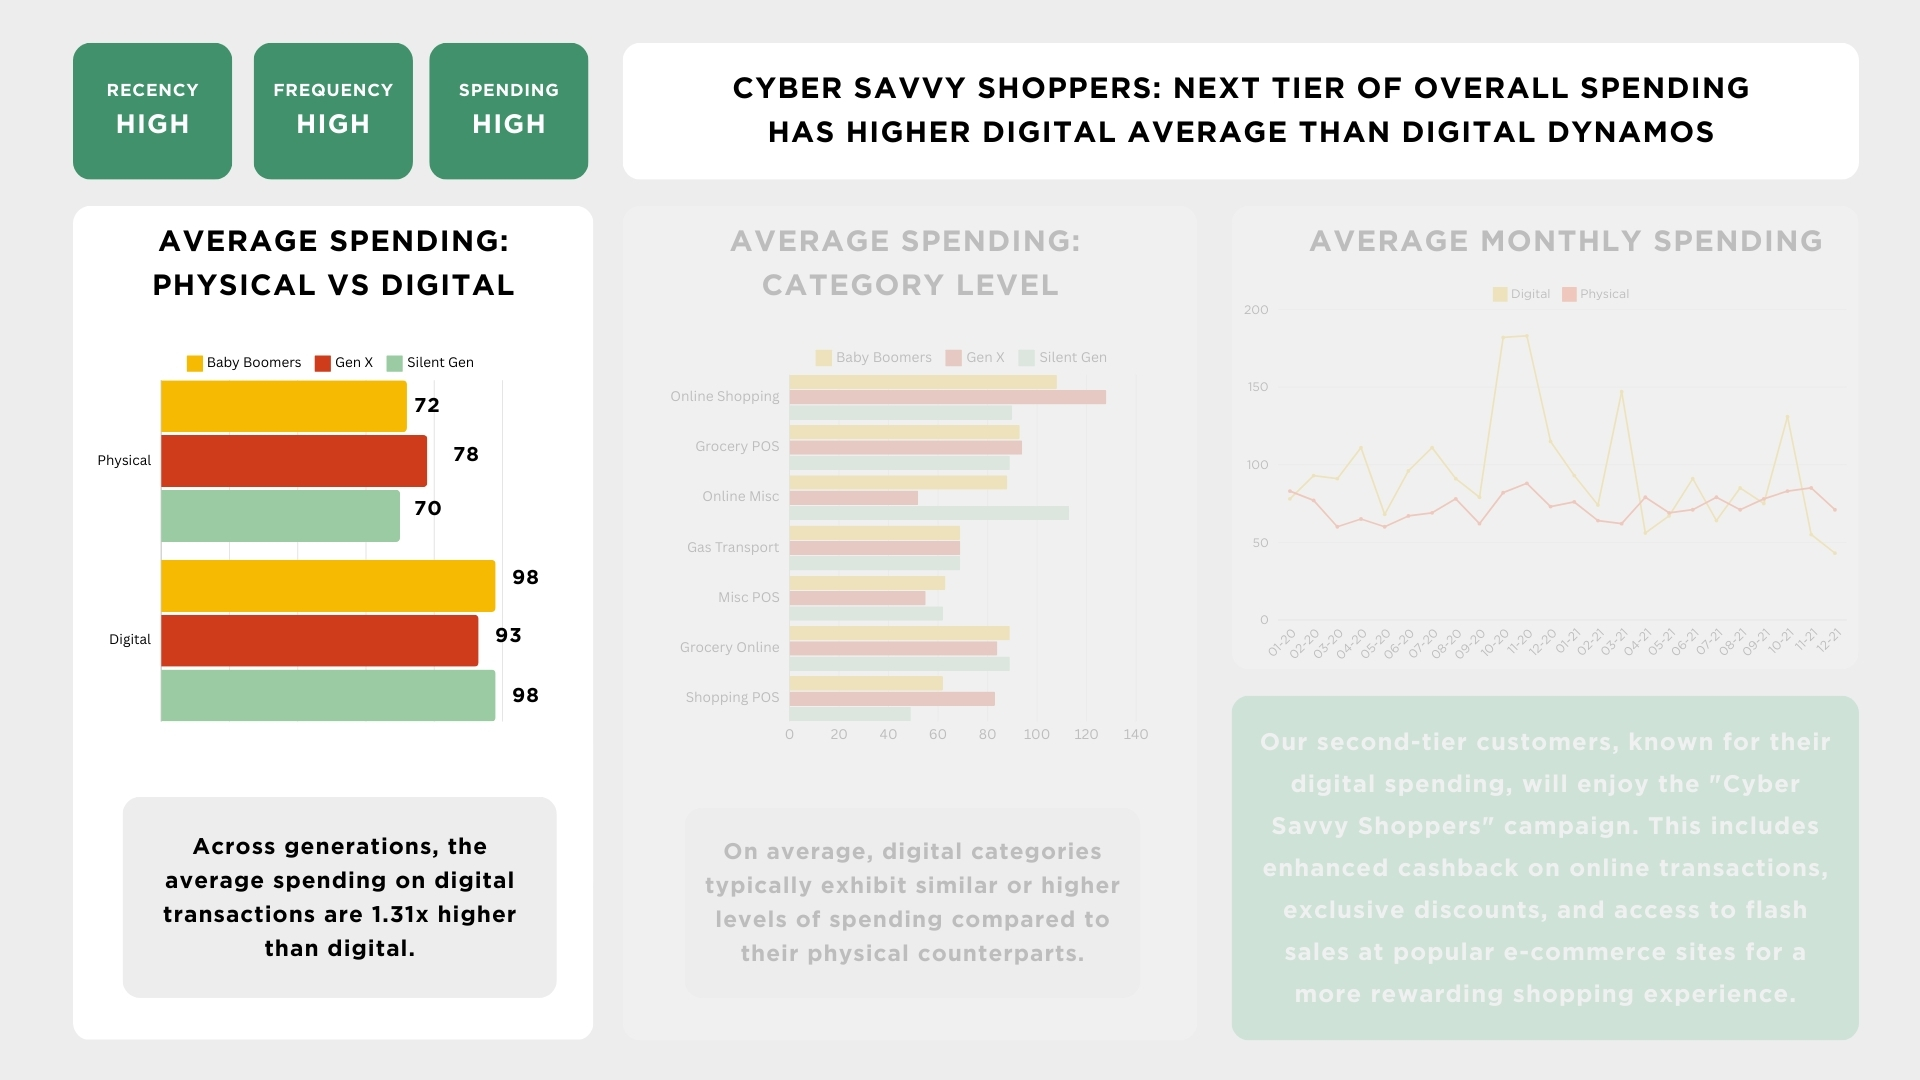 RECENCY
HIGH
FREQUENCY
HIGH
SPENDING
HIGH
CYBER SAVVY SHOPPERS: NEXT TIER OF OVERALL SPENDING
HAS HIGHER DIGITAL AVERAGE THAN DIGITAL DYNAMOS
AVERAGE SPENDING:
PHYSICAL VS DIGITAL
Baby Boomers Gen X Silent Gen
72
Physical 78
70
98
Digital 93
98
Across generations, the
average spending on digital
transactions are 1.31x higher
than digital.
AVERAGE SPENDING:
CATEGORY LEVEL
Baby Boomers Gen X Silent Gen
Online Shopping
Grocery POS
Online Misc
Gas Transport
Misc POS
Grocery Online
Shopping POS
0 20 40 60 80 100 120 140
On average, digital categories
typically exhibit similar or higher
levels of spending compared to
their physical counterparts.
AVERAGE MONTHLY SPENDING
Digital Physical
200
150
100
50
0
01-20 02-20 03-20 04-20 05-20 06-20 07-20 08-20 09-20 10-20 11-20 12-20 01-21 02-21 03-21 04-21 05-21 06-21 07-21 08-21 09-21 10-21 11-21 12-21
Our second-tier customers, known for their
digital spending, will enjoy the "Cyber
Savvy Shoppers" campaign. This includes
enhanced cashback on online transactions,
exclusive discounts, and access to flash
sales at popular e-commerce sites for a
more rewarding shopping experience.